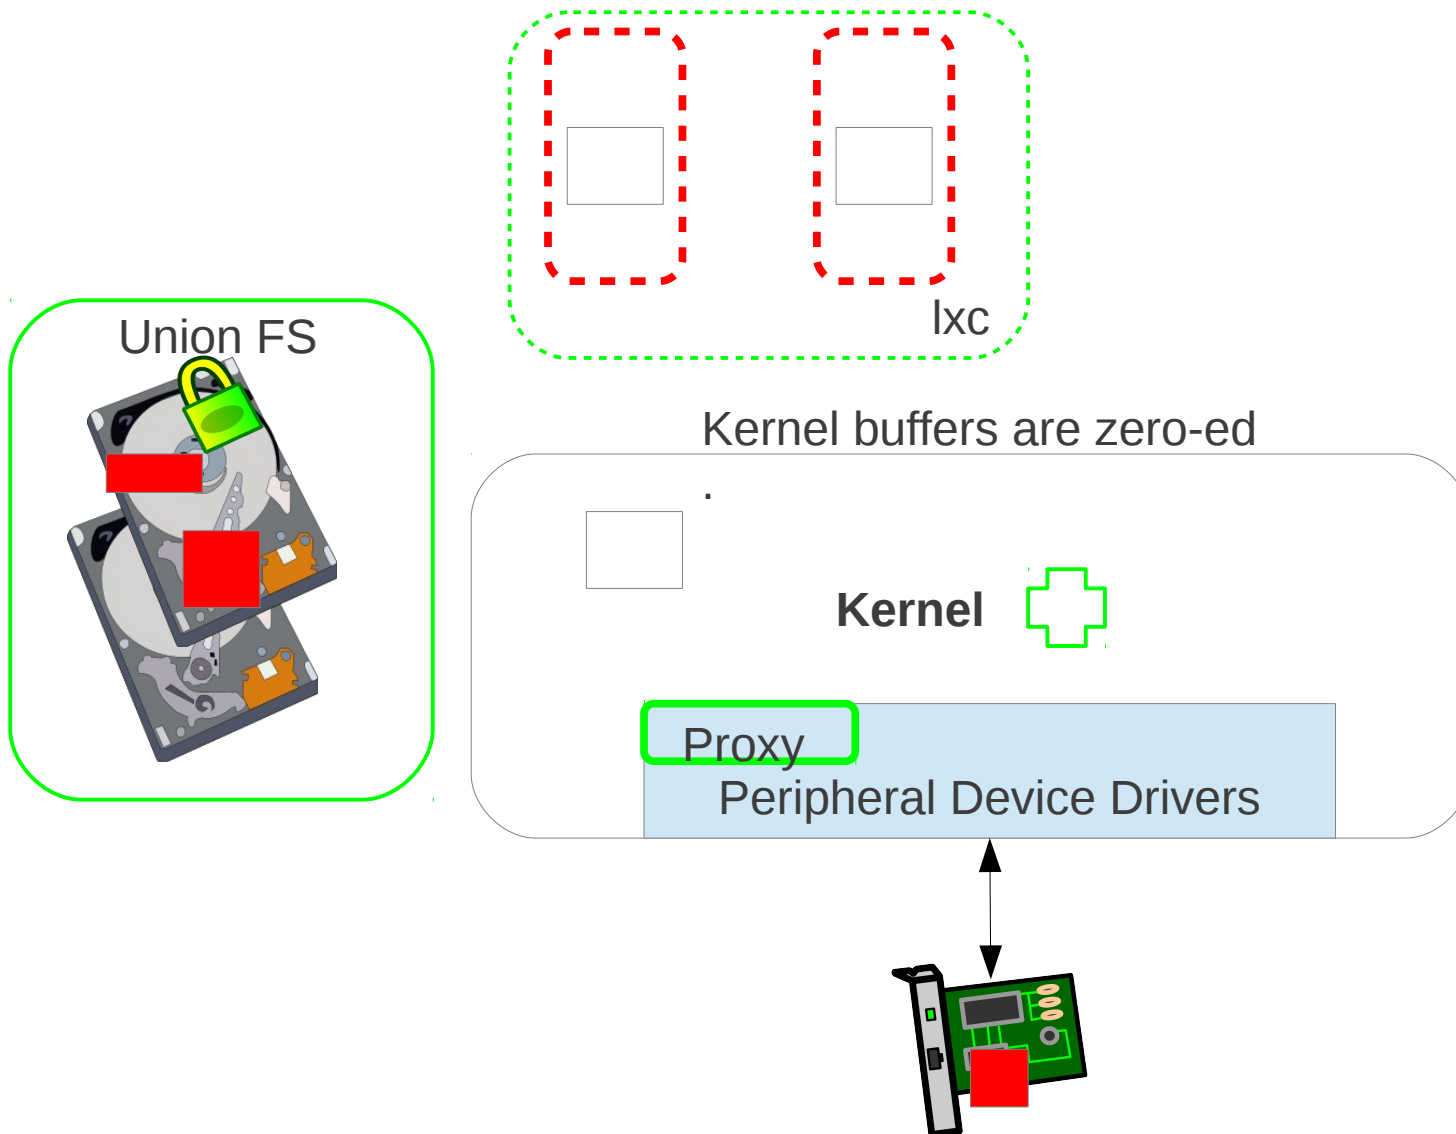 lxc
Union FS
Kernel buffers are zero-ed
.
Kernel
Proxy
Peripheral Device Drivers